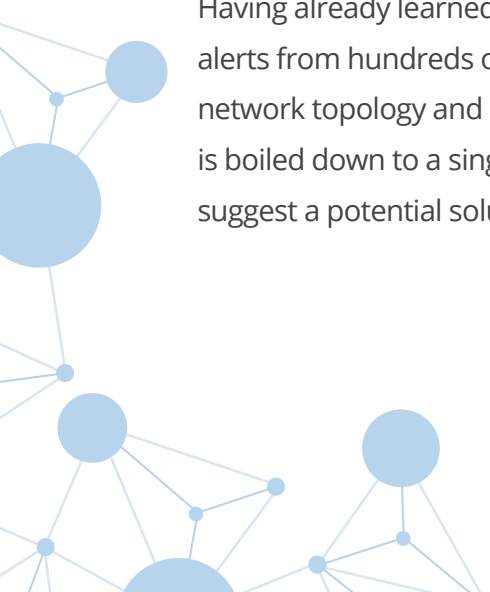 Having already learned
alerts from hundreds
network topology and
is boiled down to a
suggest a potential